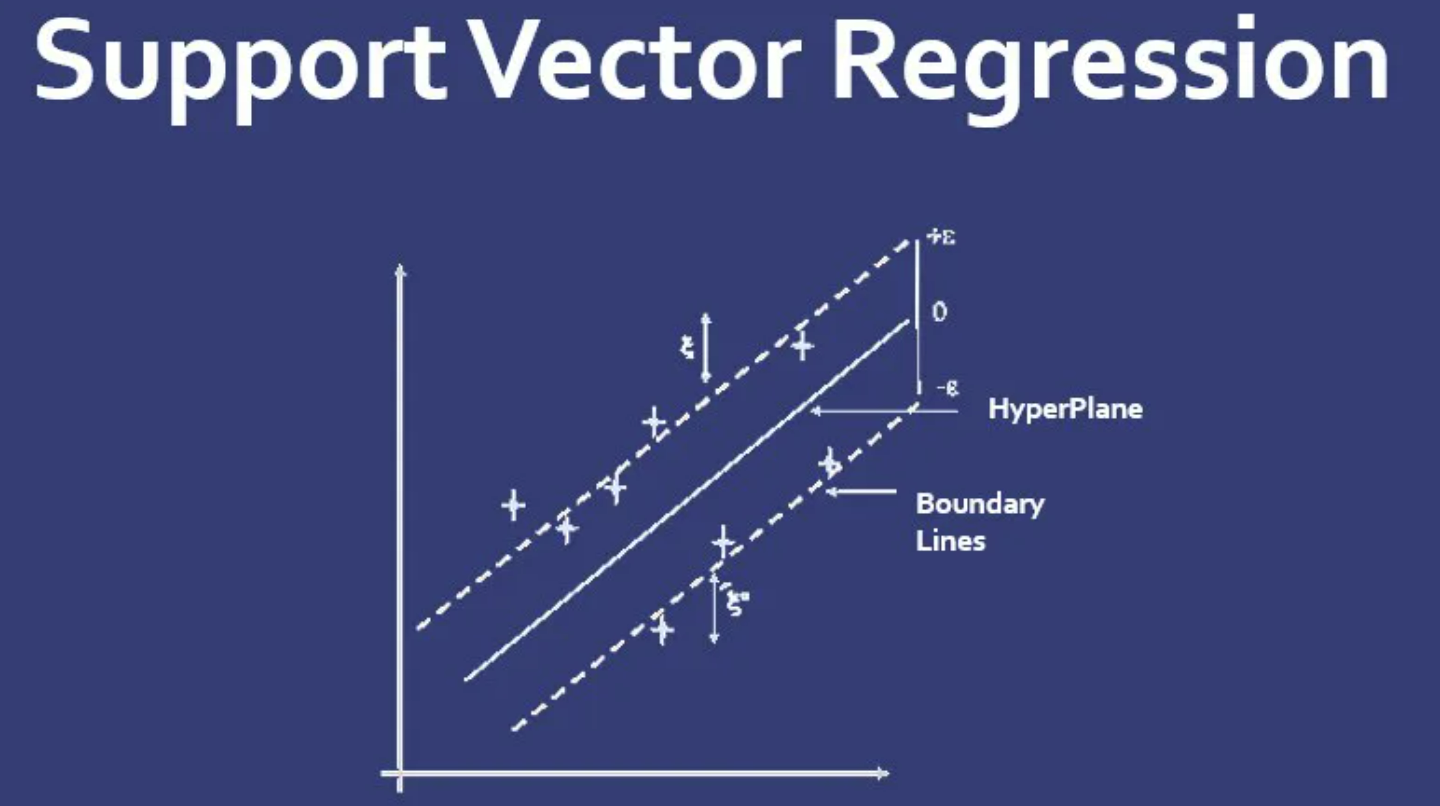 Support Vector Regression
+ε
0
ξ
-ε
HyperPlane
Boundary
Lines
ξ*